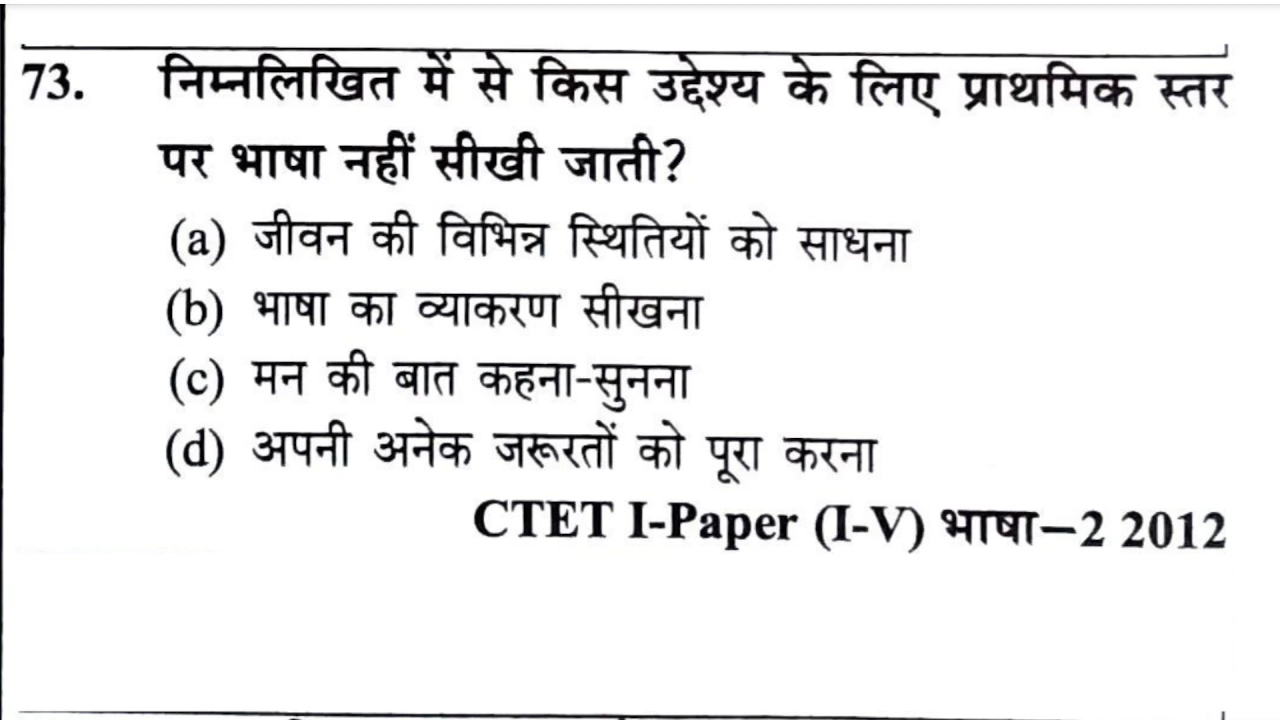 73. निम्नलिखित में से किस उद्देश्य के लिए प्राथमिक स्तर
पर भाषा नहीं सीखी जाती?
(a) जीवन की विभिन्न स्थितियों को साधना
(b) भाषा का व्याकरण सीखना
(c) मन की बात कहना-सुनना
(d) अपनी अनेक जरूरतों को पूरा करना
CTET I-Paper (I-V) भाषा–2 2012